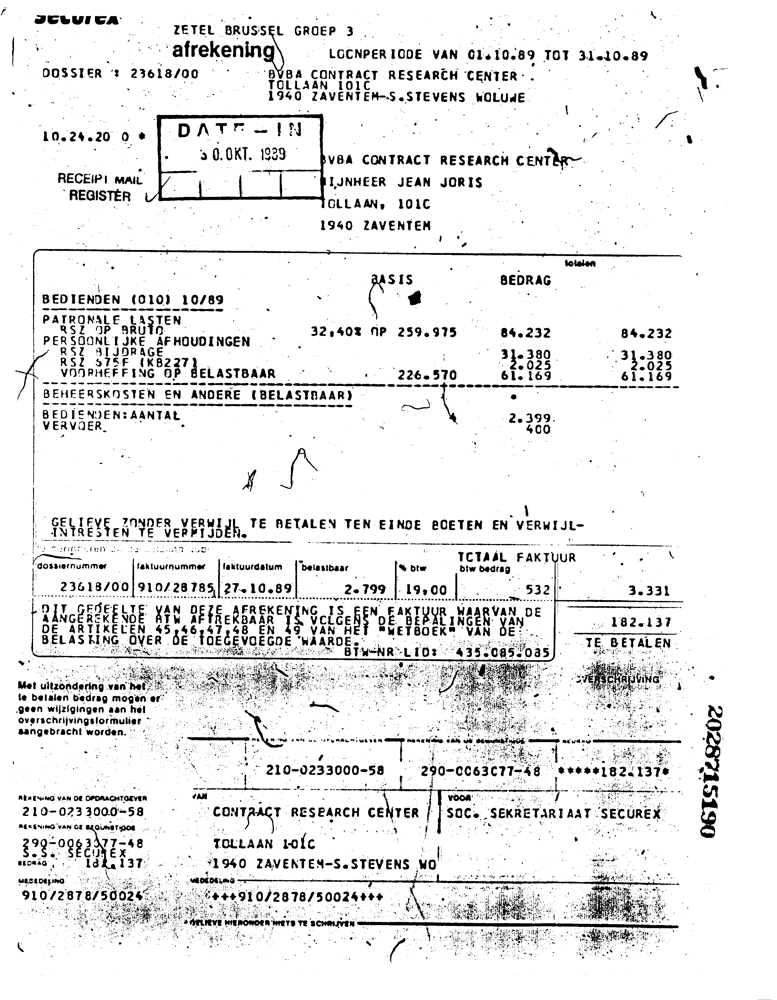 SECUREX
ZETEL BRUSSEL GROEP 3
afrekening LOONPERIODE VAN 01.10.89 TOT 31.10.89
DOSSIER : 23618/00 BVBA CONTRACT RESEARCH CENTER
TOLLAAN 101C
1940 ZAVENTEM-S.STEVENS WOLUWE
10.24.20 0 *
DATE-IN
30.OKT. 1989
RECEIPT MAIL
REGISTER
BVBA CONTRACT RESEARCH CENTER
MIJNHEER JEAN JORIS
TOLLAAN, 101C
1940 ZAVENTEM
totalen
BASIS BEDRAG
BEDIENDEN (010) 10/89
PATRONALE LASTEN
RSZ OP BRUTO 32,40% OP 259.975 84.232 84.232
PERSOONLIJKE AFHOUDINGEN
RSZ BIJDRAGE 31.380 31.380
RSZ 675F (KB227) 2.025 2.025
VOORHEFFING OP BELASTBAAR 226.570 61.169 61.169
BEHEERSKOSTEN EN ANDERE (BELASTBAAR)
BEDIENDEN:AANTAL 2.399
VERVOER 400
GELIEVE ZONDER VERWIJL TE BETALEN TEN EINDE BOETEN EN VERWIJL-
INTRESTEN TE VERMIJDEN.
TOTAAL FAKTUUR
dossiernummer faktuurnummer faktuurdatum belastbaar % btw btw bedrag
23618/00 910/28785 27.10.89 2.799 19,00 532 3.331
DIT GEDEELTE VAN DEZE AFREKENING IS EEN FAKTUUR WAARVAN DE
AANGEREKENDE BTW AFTREKBAAR IS VOLGENS DE BEPALINGEN VAN
DE ARTIKELEN 45,46,47,48 EN 49 VAN HET "WETBOEK" VAN DE
BELASTING OVER DE TOEGEVOEGDE WAARDE.
BTW-NR LID: 435.085.035
182.137
TE BETALEN
OVERSCHRIJVING
Met uitzondering van het
te betalen bedrag mogen er
geen wijzigingen aan het
overschrijvingsformulier
aangebracht worden.
210-0233000-58 290-0063077-48 *****182.137*
REKENING VAN DE OPDRACHTGEVER
210-0233000-58
REKENING VAN DE BEGUNSTIGDE
290-0063077-48
S.S. SECUREX
BEDRAG 182.137
MEDEDELING
910/2878/50024
VAN
CONTRACT RESEARCH CENTER
TOLLAAN 101C
1940 ZAVENTEM-S.STEVENS WO
VOOR
SOC. SEKRETARIAAT SECUREX
MEDEDELING
+++910/2878/50024+++
GELIEVE HIERONDER NIETS TE SCHRIJVEN
2028715190